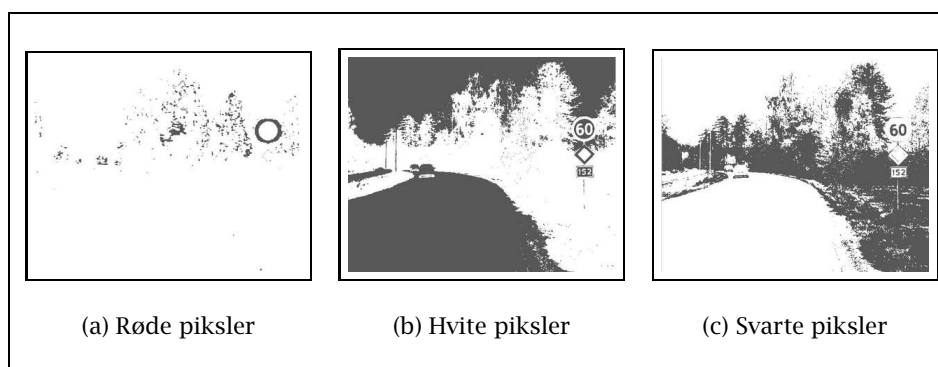 60
152
60
152
(a) Røde piksler
(b) Hvite piksler
(c) Svarte piksler